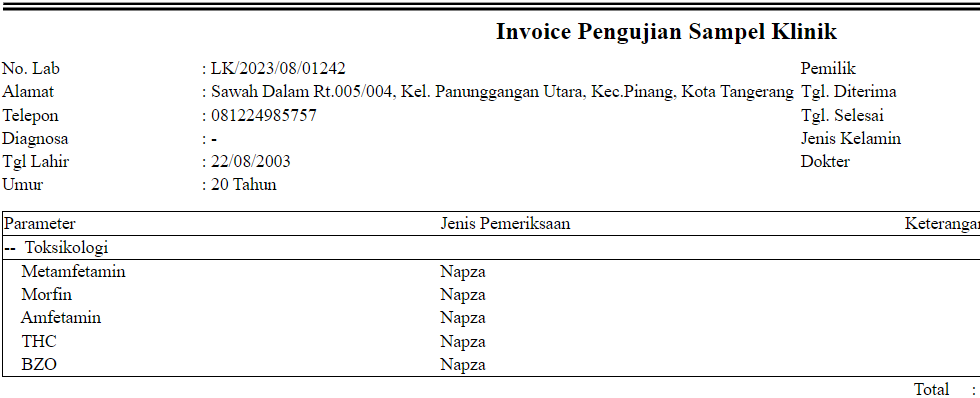 Invoice Pengujian Sampel Klinik
No. Lab : LK/2023/08/01242 Pemilik
Alamat : Sawah Dalam Rt.005/004, Kel. Panunggangan Utara, Kec.Pinang, Kota Tangerang Tgl. Diterima
Telepon : 081224985757 Tgl. Selesai
Diagnosa : - Jenis Kelamin
Tgl Lahir : 22/08/2003 Dokter
Umur : 20 Tahun
Parameter Jenis Pemeriksaan Keterangan
-- Toksikologi
Metamfetamin Napza
Morfin Napza
Amfetamin Napza
THC Napza
BZO Napza
Total :